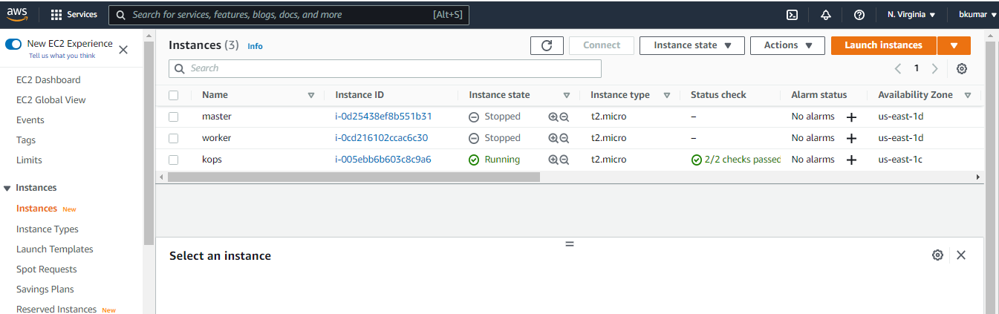 aws Services Search for services, features, blogs, docs, and more [Alt+S] N. Virginia bkumar
New EC2 Experience
Tell us what you think
EC2 Dashboard
EC2 Global View
Events
Tags
Limits
Instances
Instances New
Instance Types
Launch Templates
Spot Requests
Savings Plans
Reserved Instances New
Instances (3) Info Connect Instance state Actions Launch instances
Search 1
Name Instance ID Instance state Instance type Status check Alarm status Availability Zone
master i-0d25438ef8b551b31 Stopped t2.micro – No alarms + us-east-1d
worker i-0cd216102ccac6c30 Stopped t2.micro – No alarms + us-east-1d
kops i-005ebb6b603c8c9a6 Running t2.micro 2/2 checks passed No alarms + us-east-1c
Select an instance